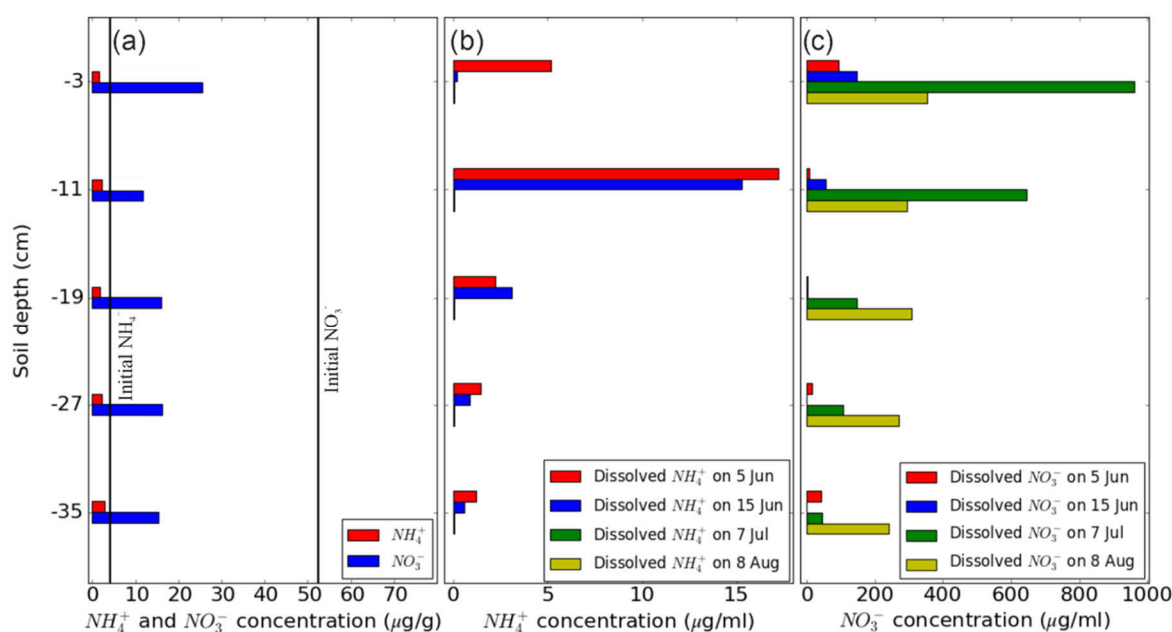 (a)
(b)
(c)
Soil depth (cm)
-3
-11
-19
-27
-35
Initial NH₄⁻
Initial NO₃⁻
NH₄⁺
NO₃⁻
0 10 20 30 40 50 60 70
NH₄⁺ and NO₃⁻ concentration (μg/g)
Dissolved NH₄⁺ on 5 Jun
Dissolved NH₄⁺ on 15 Jun
Dissolved NH₄⁺ on 7 Jul
Dissolved NH₄⁺ on 8 Aug
0 5 10 15
NH₄⁺ concentration (μg/ml)
Dissolved NO₃⁻ on 5 Jun
Dissolved NO₃⁻ on 15 Jun
Dissolved NO₃⁻ on 7 Jul
Dissolved NO₃⁻ on 8 Aug
0 200 400 600 800 1000
NO₃⁻ concentration (μg/ml)